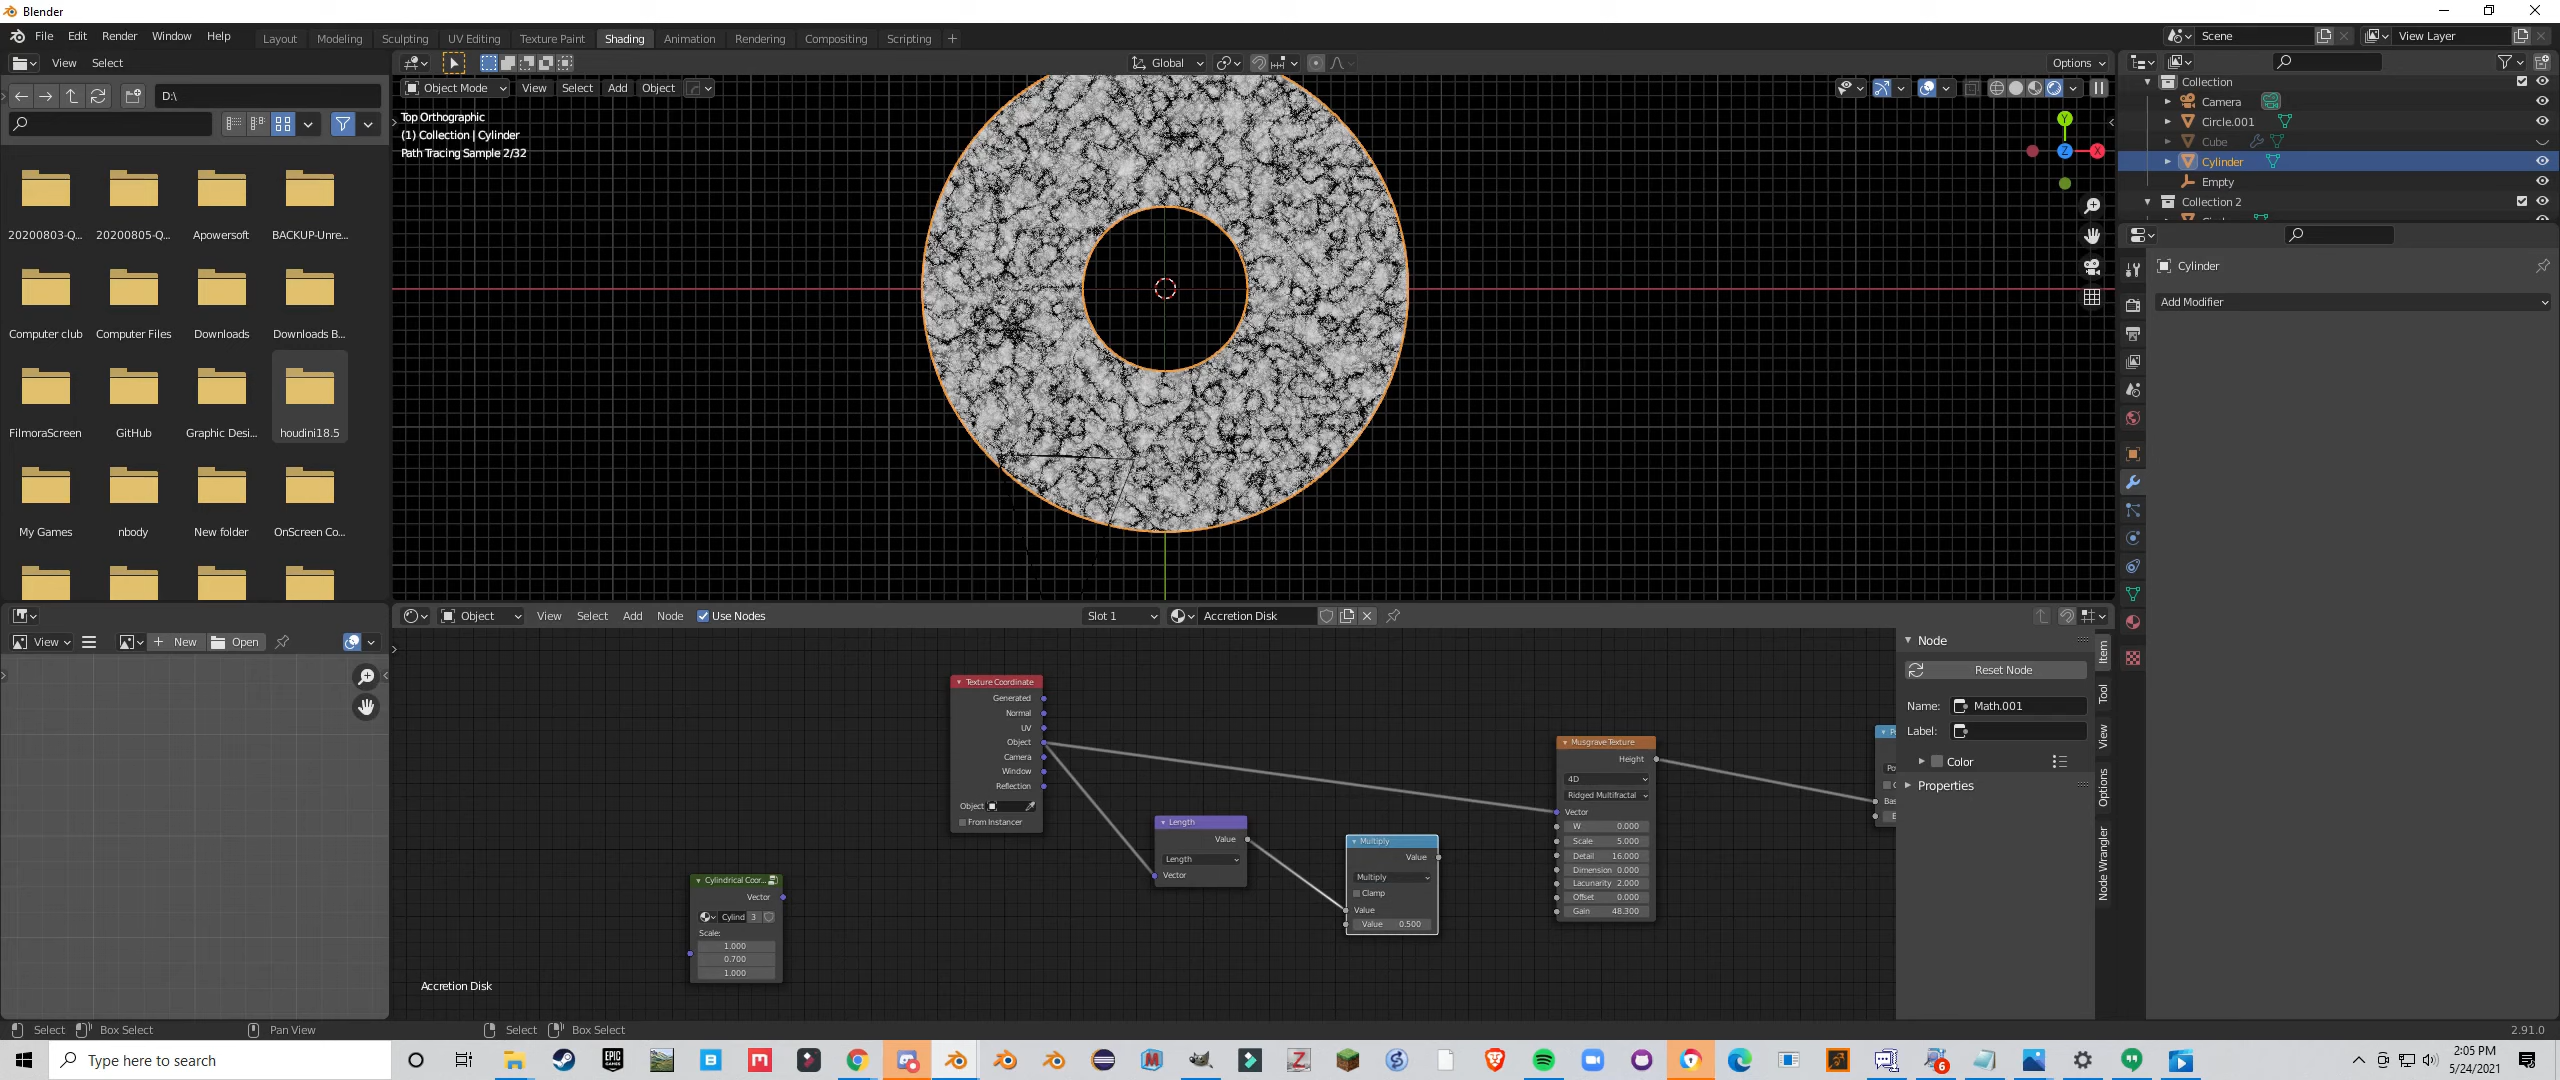 Blender
File Edit Render Window Help
Layout Modeling Sculpting UV Editing Texture Paint Shading Animation Rendering Compositing Scripting +
Scene
View Layer
View Select
Global
Options
D:\
Object Mode View Select Add Object
Top Orthographic
(1) Collection | Cylinder
Path Tracing Sample 2/32
Y
Z
X
Collection
Camera
Circle.001
Cube
Cylinder
Empty
Collection 2
Cylinder
Add Modifier
20200803-Q... 20200805-Q... Apowersoft BACKUP-Unre...
Computer club Computer Files Downloads Downloads B...
FilmoraScreen GitHub Graphic Desi... houdini18.5
My Games nbody New folder OnScreen Co...
View New Open
Object View Select Add Node Use Nodes Slot 1 Accretion Disk
Texture Coordinate
Generated
Normal
UV
Object
Camera
Window
Reflection
Object
From Instancer
Cylindrical Coor...
Vector
Cylind 3
Scale:
1.000
0.700
1.000
Length
Value
Length
Vector
Multiply
Value
Multiply
Clamp
Value
Value 0.500
Musgrave Texture
Height
4D
Ridged Multifractal
Vector
W 0.000
Scale 5.000
Detail 16.000
Dimension 0.000
Lacunarity 2.000
Offset 0.000
Gain 48.300
Po
Bas
E
Node
Reset Node
Name: Math.001
Label:
Color
Properties
Item
Tool
View
Options
Node Wrangler
Accretion Disk
Select Box Select Pan View Select Box Select 2.91.0
Type here to search
2:05 PM
5/24/2021